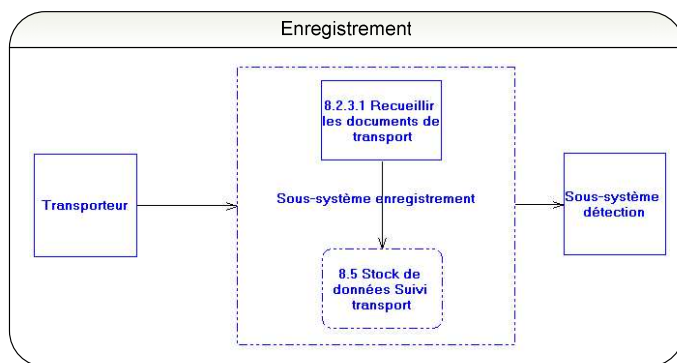 Enregistrement
8.2.3.1 Recueillir
les documents de
transport
Transporteur
Sous-système enregistrement
Sous-système
détection
8.5 Stock de
données Suivi
transport